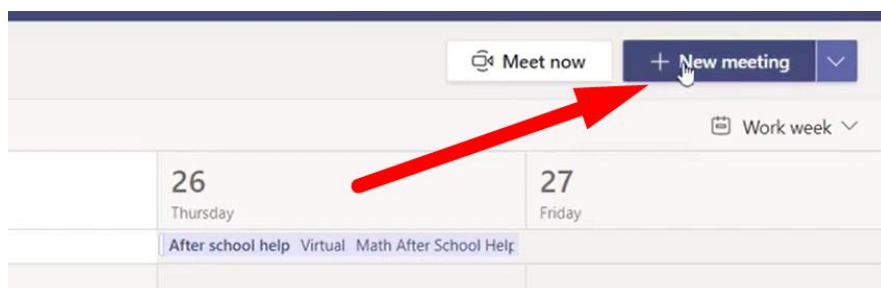 Meet now
New meeting
Work week
26
Thursday
27
Friday
After school help Virtual Math After School Help